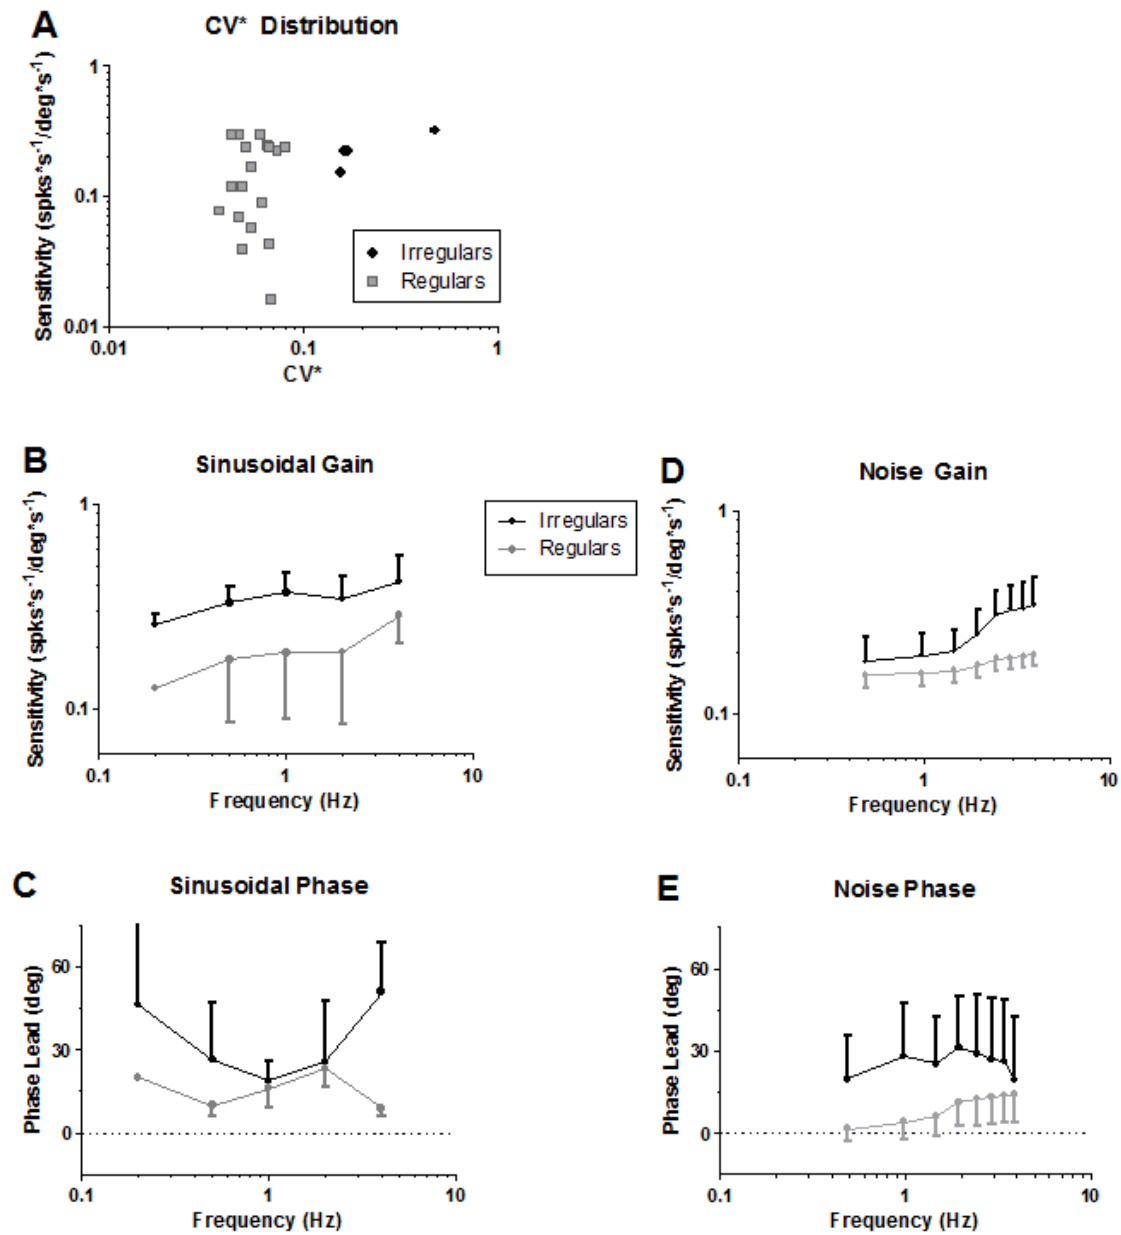 A
CV* Distribution
Sensitivity (spks*s-1/deg*s-1)
1
0.1
0.01
0.01
0.1
1
CV*
Irregulars
Regulars
B
Sinusoidal Gain
Sensitivity (spks*s-1/deg*s-1)
1
0.1
0.1
1
10
Frequency (Hz)
Irregulars
Regulars
D
Noise Gain
Sensitivity (spks*s-1/deg*s-1)
1
0.1
0.1
1
10
Frequency (Hz)
C
Sinusoidal Phase
Phase Lead (deg)
60
30
0
0.1
1
10
Frequency (Hz)
E
Noise Phase
Phase Lead (deg)
60
30
0
0.1
1
10
Frequency (Hz)